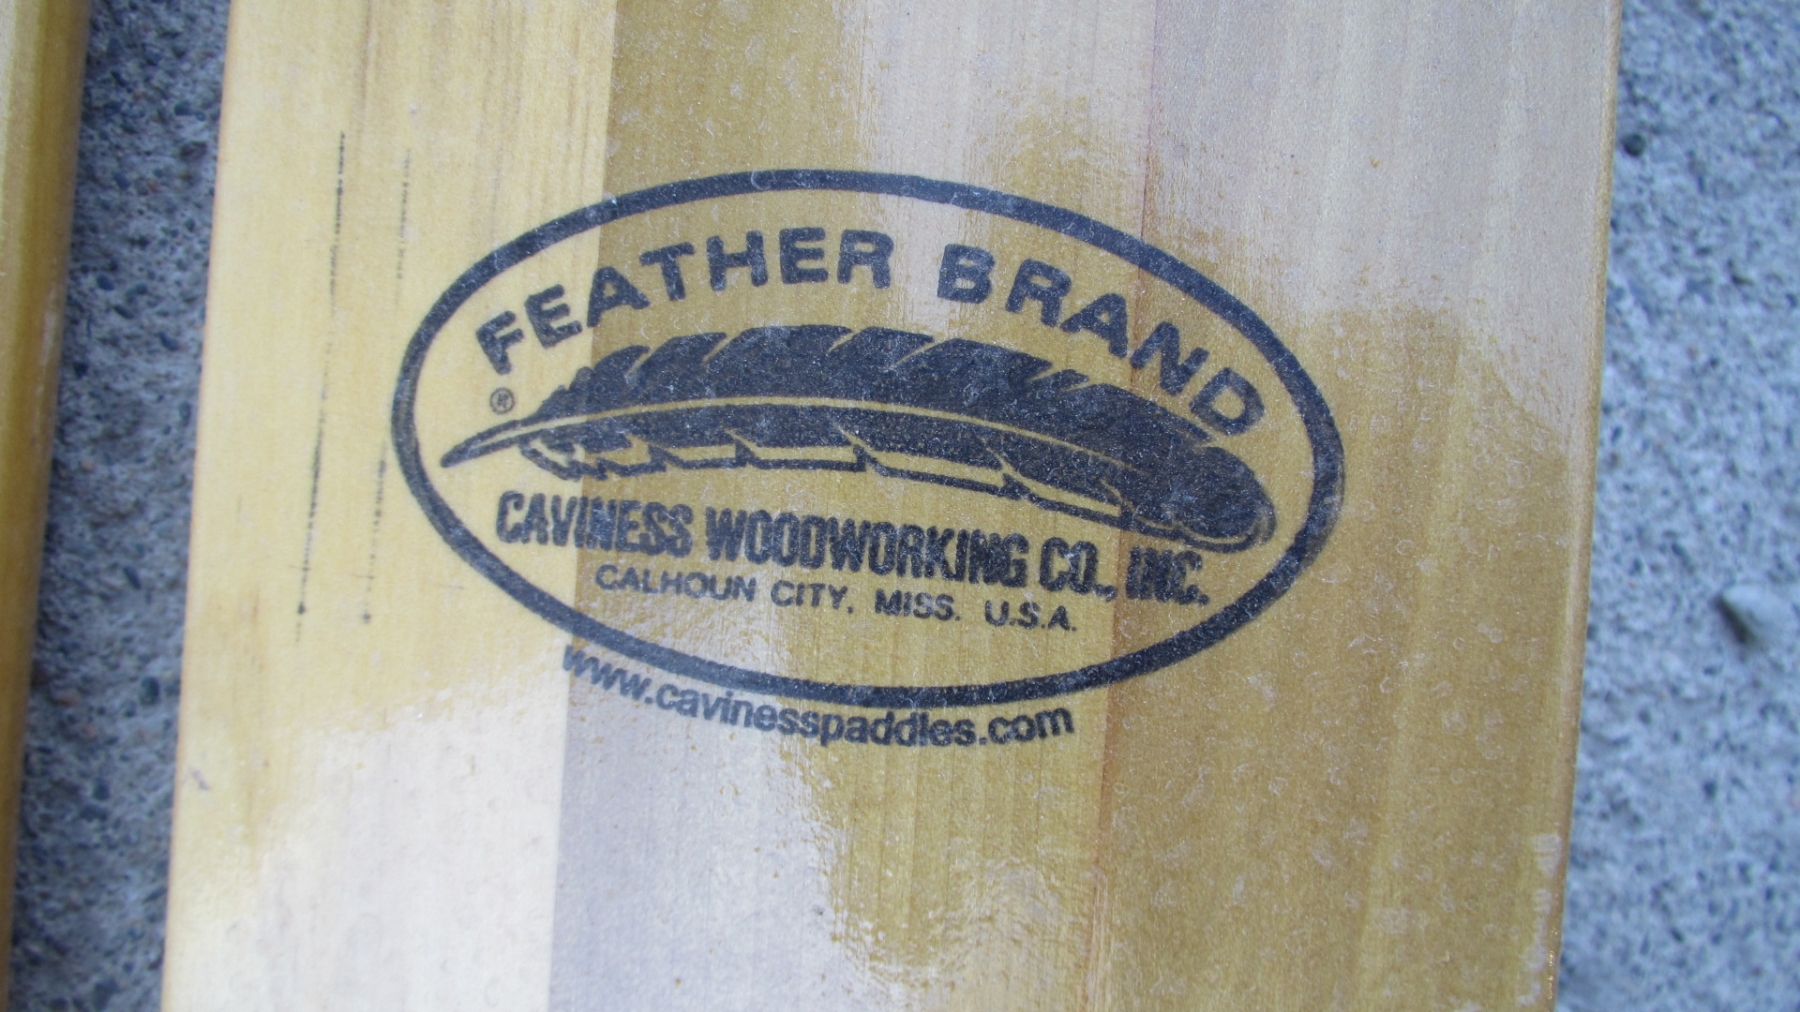 FEATHER BRAND
®
CAVINESS WOODWORKING CO., INC.
CALHOUN CITY, MISS. U.S.A.
www.cavinesspaddles.com